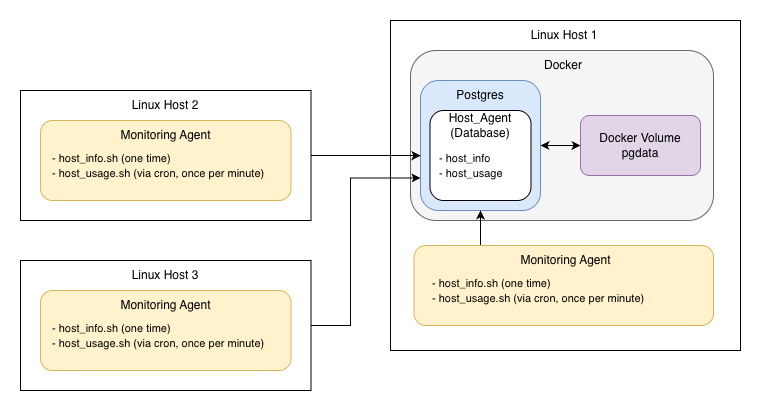 Linux Host 1
Docker
Postgres
Host_Agent
(Database)
- host_info
- host_usage
Docker Volume
pgdata
Monitoring Agent
- host_info.sh (one time)
- host_usage.sh (via cron, once per minute)
Linux Host 2
Monitoring Agent
- host_info.sh (one time)
- host_usage.sh (via cron, once per minute)
Linux Host 3
Monitoring Agent
- host_info.sh (one time)
- host_usage.sh (via cron, once per minute)